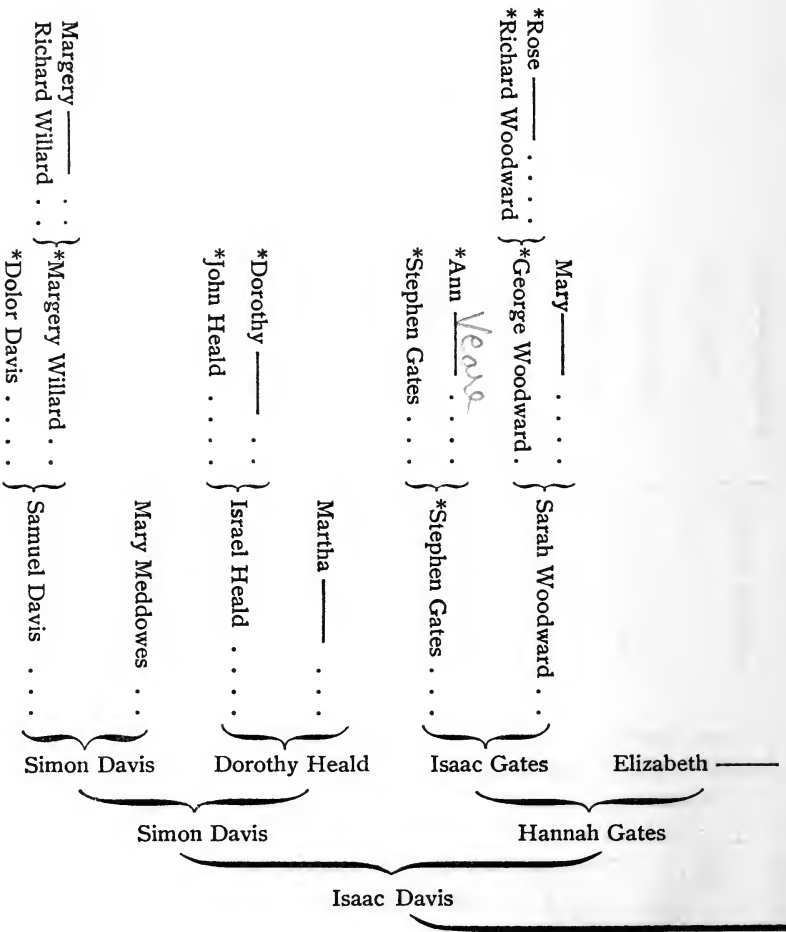 *Rose —— . . . .
*Richard Woodward
Mary—— . . . .
*George Woodward .
*Ann Veare . . . .
*Stephen Gates . . .
Sarah Woodward . .
*Stephen Gates . . .
Margery —— . .
Richard Willard . .
*Dorothy —— . .
*John Heald . . . .
Martha —— . . .
Israel Heald . . . .
*Margery Willard . .
*Dolor Davis . . . .
Mary Meddowes . .
Samuel Davis . . .
Simon Davis Dorothy Heald Isaac Gates Elizabeth ——
Simon Davis Hannah Gates
Isaac Davis